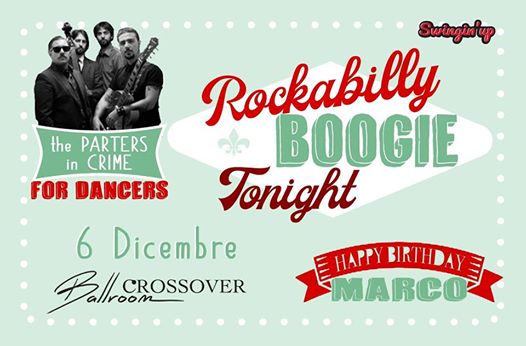 Swingin'up
Rockabilly
BOOGIE
Tonight
the PARTERS
in CRIME
FOR DANCERS
6 Dicembre
Ballroom CROSSOVER
HAPPY BIRTHDAY
MARCO